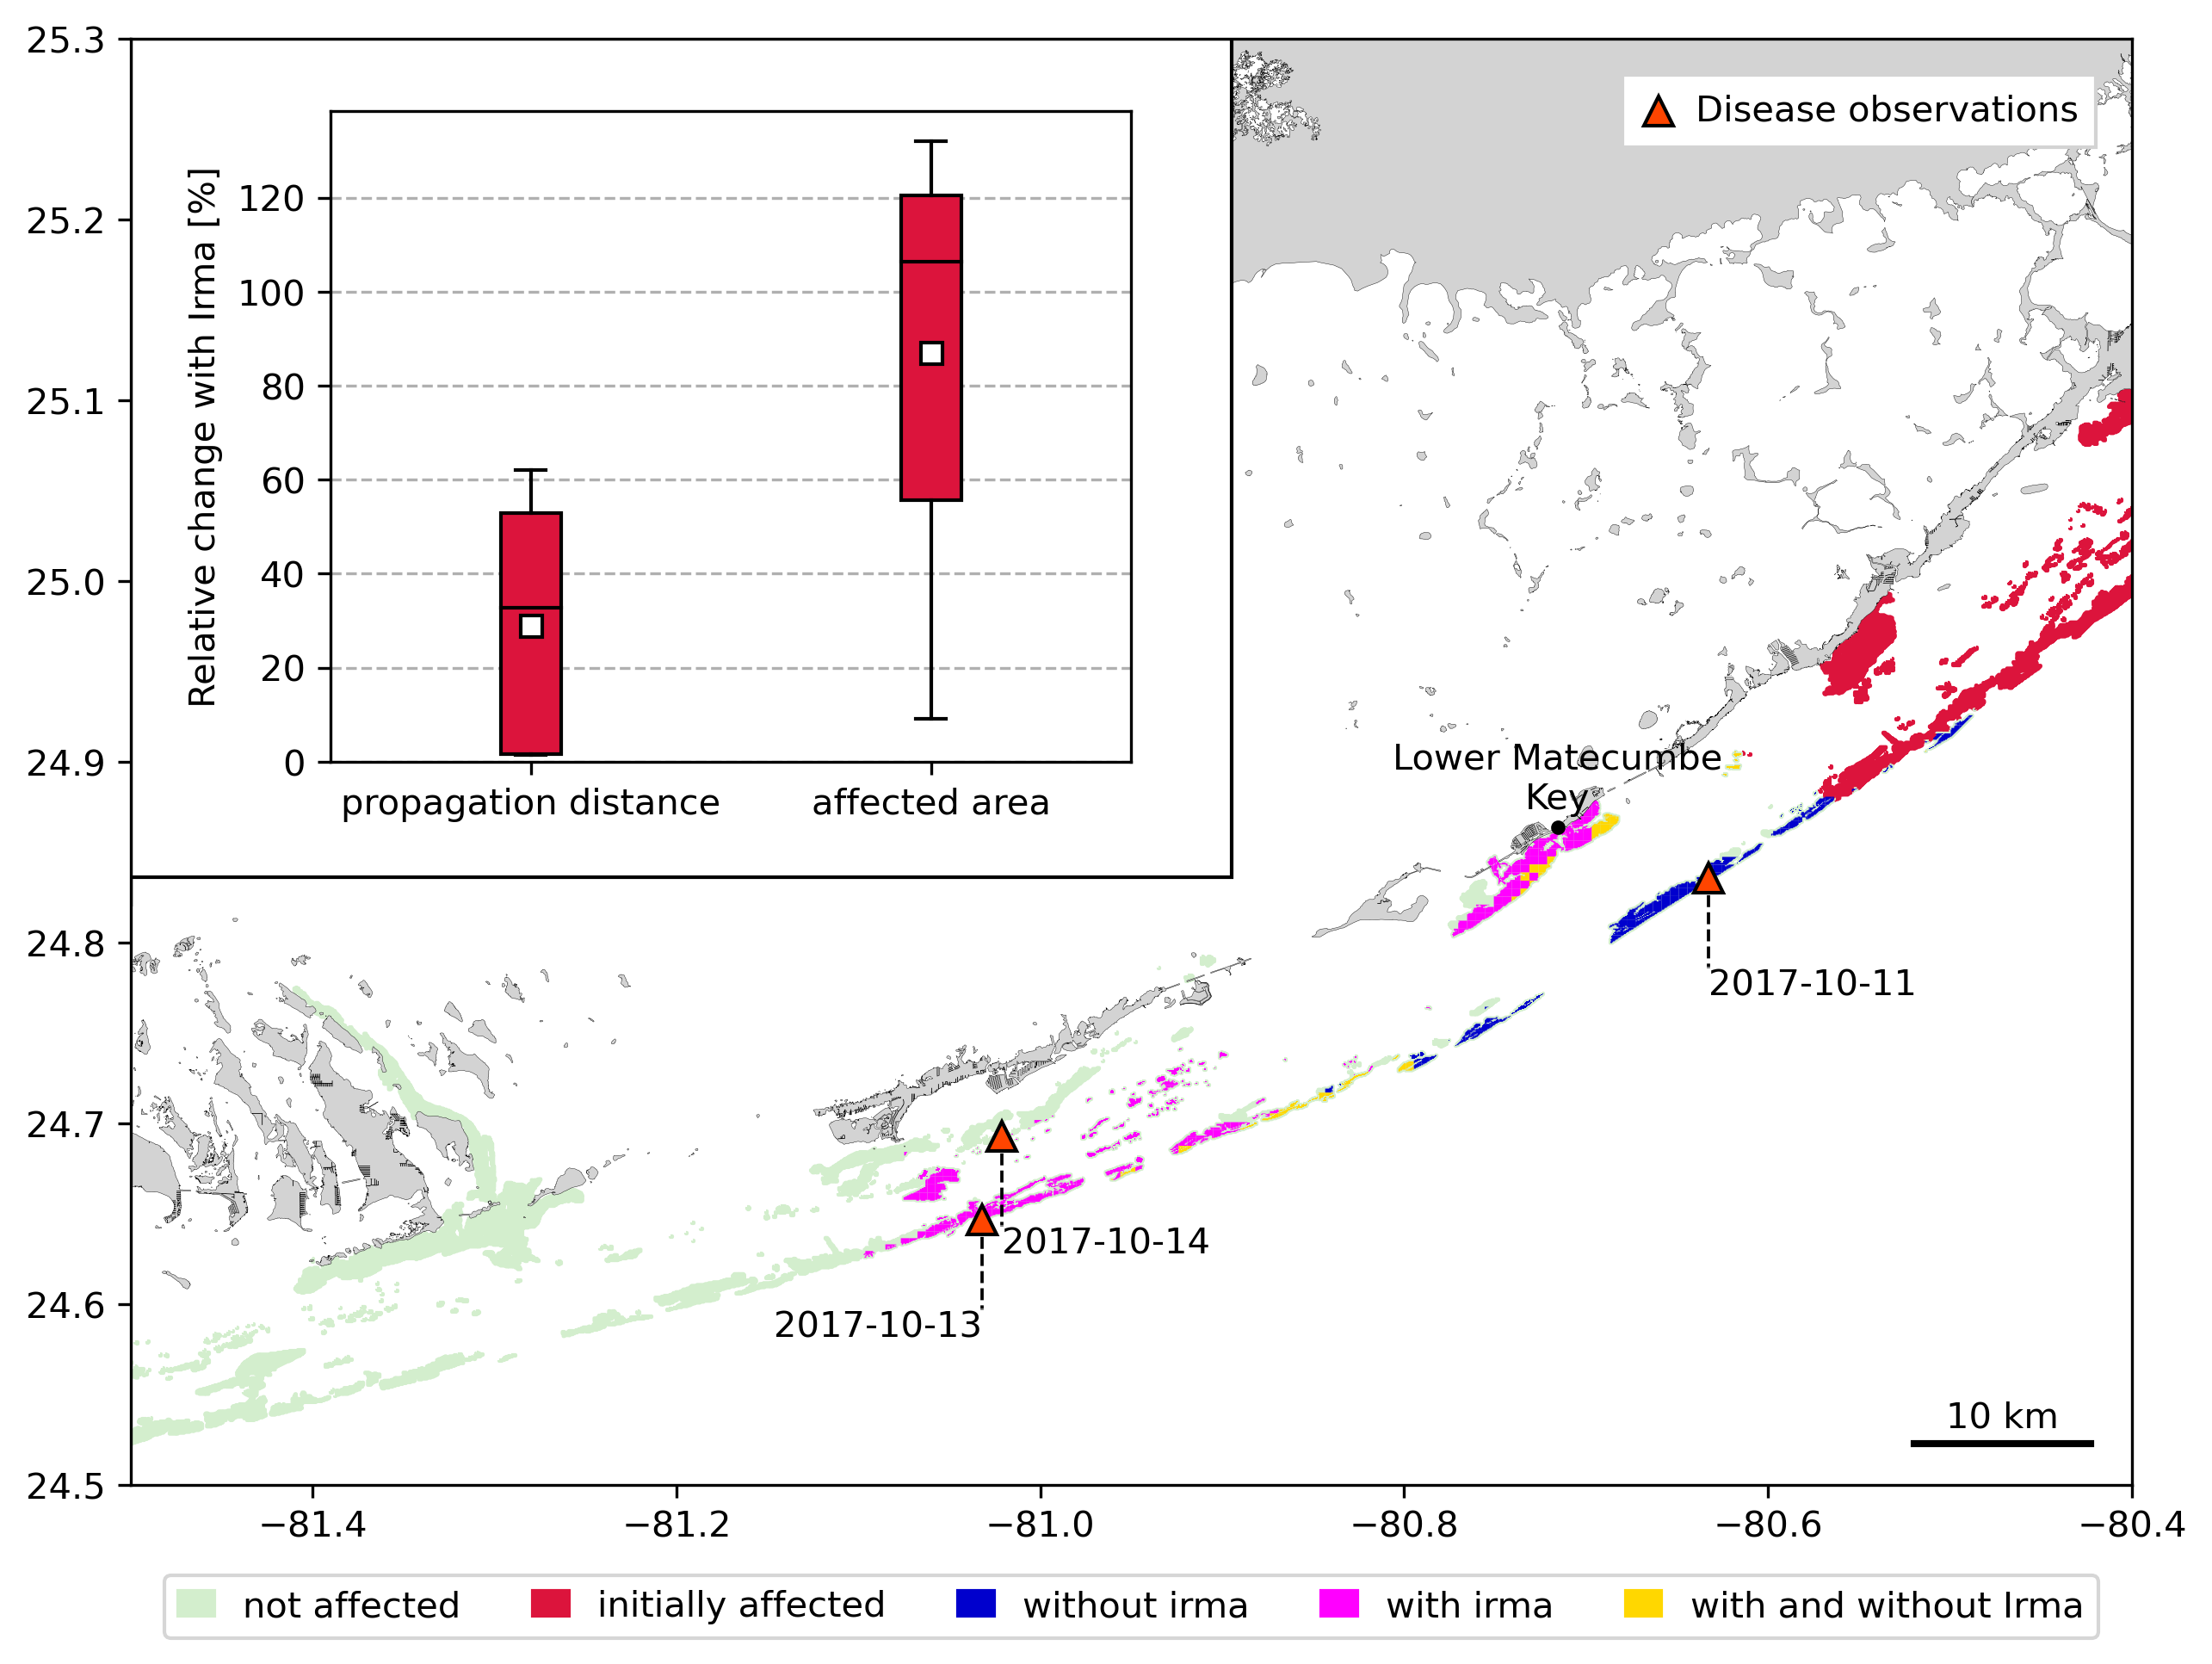 25.3
25.2
25.1
25.0
24.9
24.8
24.7
24.6
24.5
Relative change with Irma [%]
120
100
80
60
40
20
0
propagation distance
affected area
Disease observations
Lower Matecumbe
Key
2017-10-11
2017-10-14
2017-10-13
10 km
−81.4
−81.2
−81.0
−80.8
−80.6
−80.4
not affected
initially affected
without irma
with irma
with and without Irma